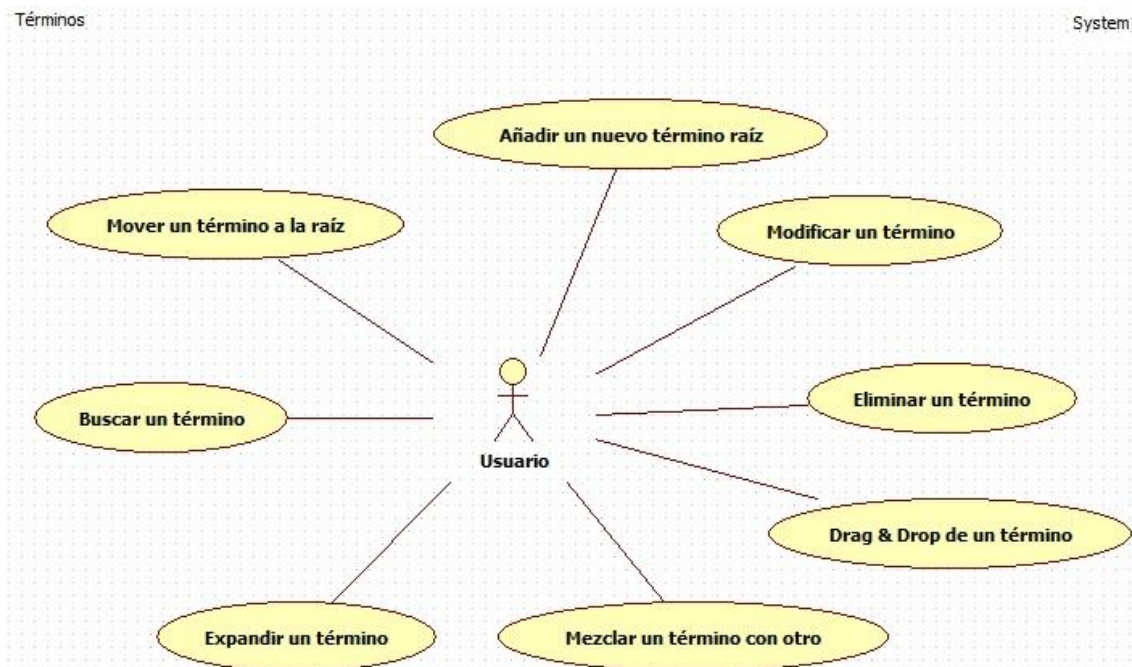 Términos
System
Añadir un nuevo término raíz
Mover un término a la raíz
Modificar un término
Buscar un término
Eliminar un término
Usuario
Drag & Drop de un término
Expandir un término
Mezclar un término con otro